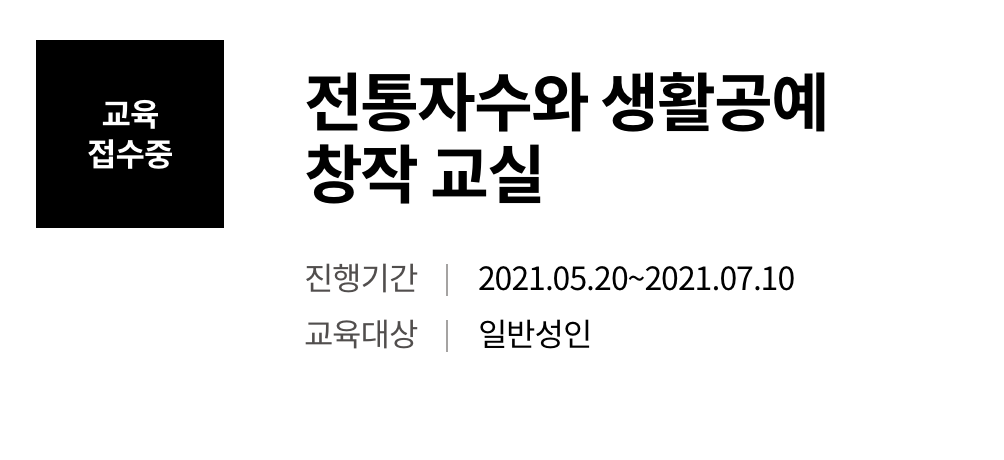 교육
접수중
전통자수와 생활공예
창작 교실
진행기간 | 2021.05.20~2021.07.10
교육대상 | 일반성인